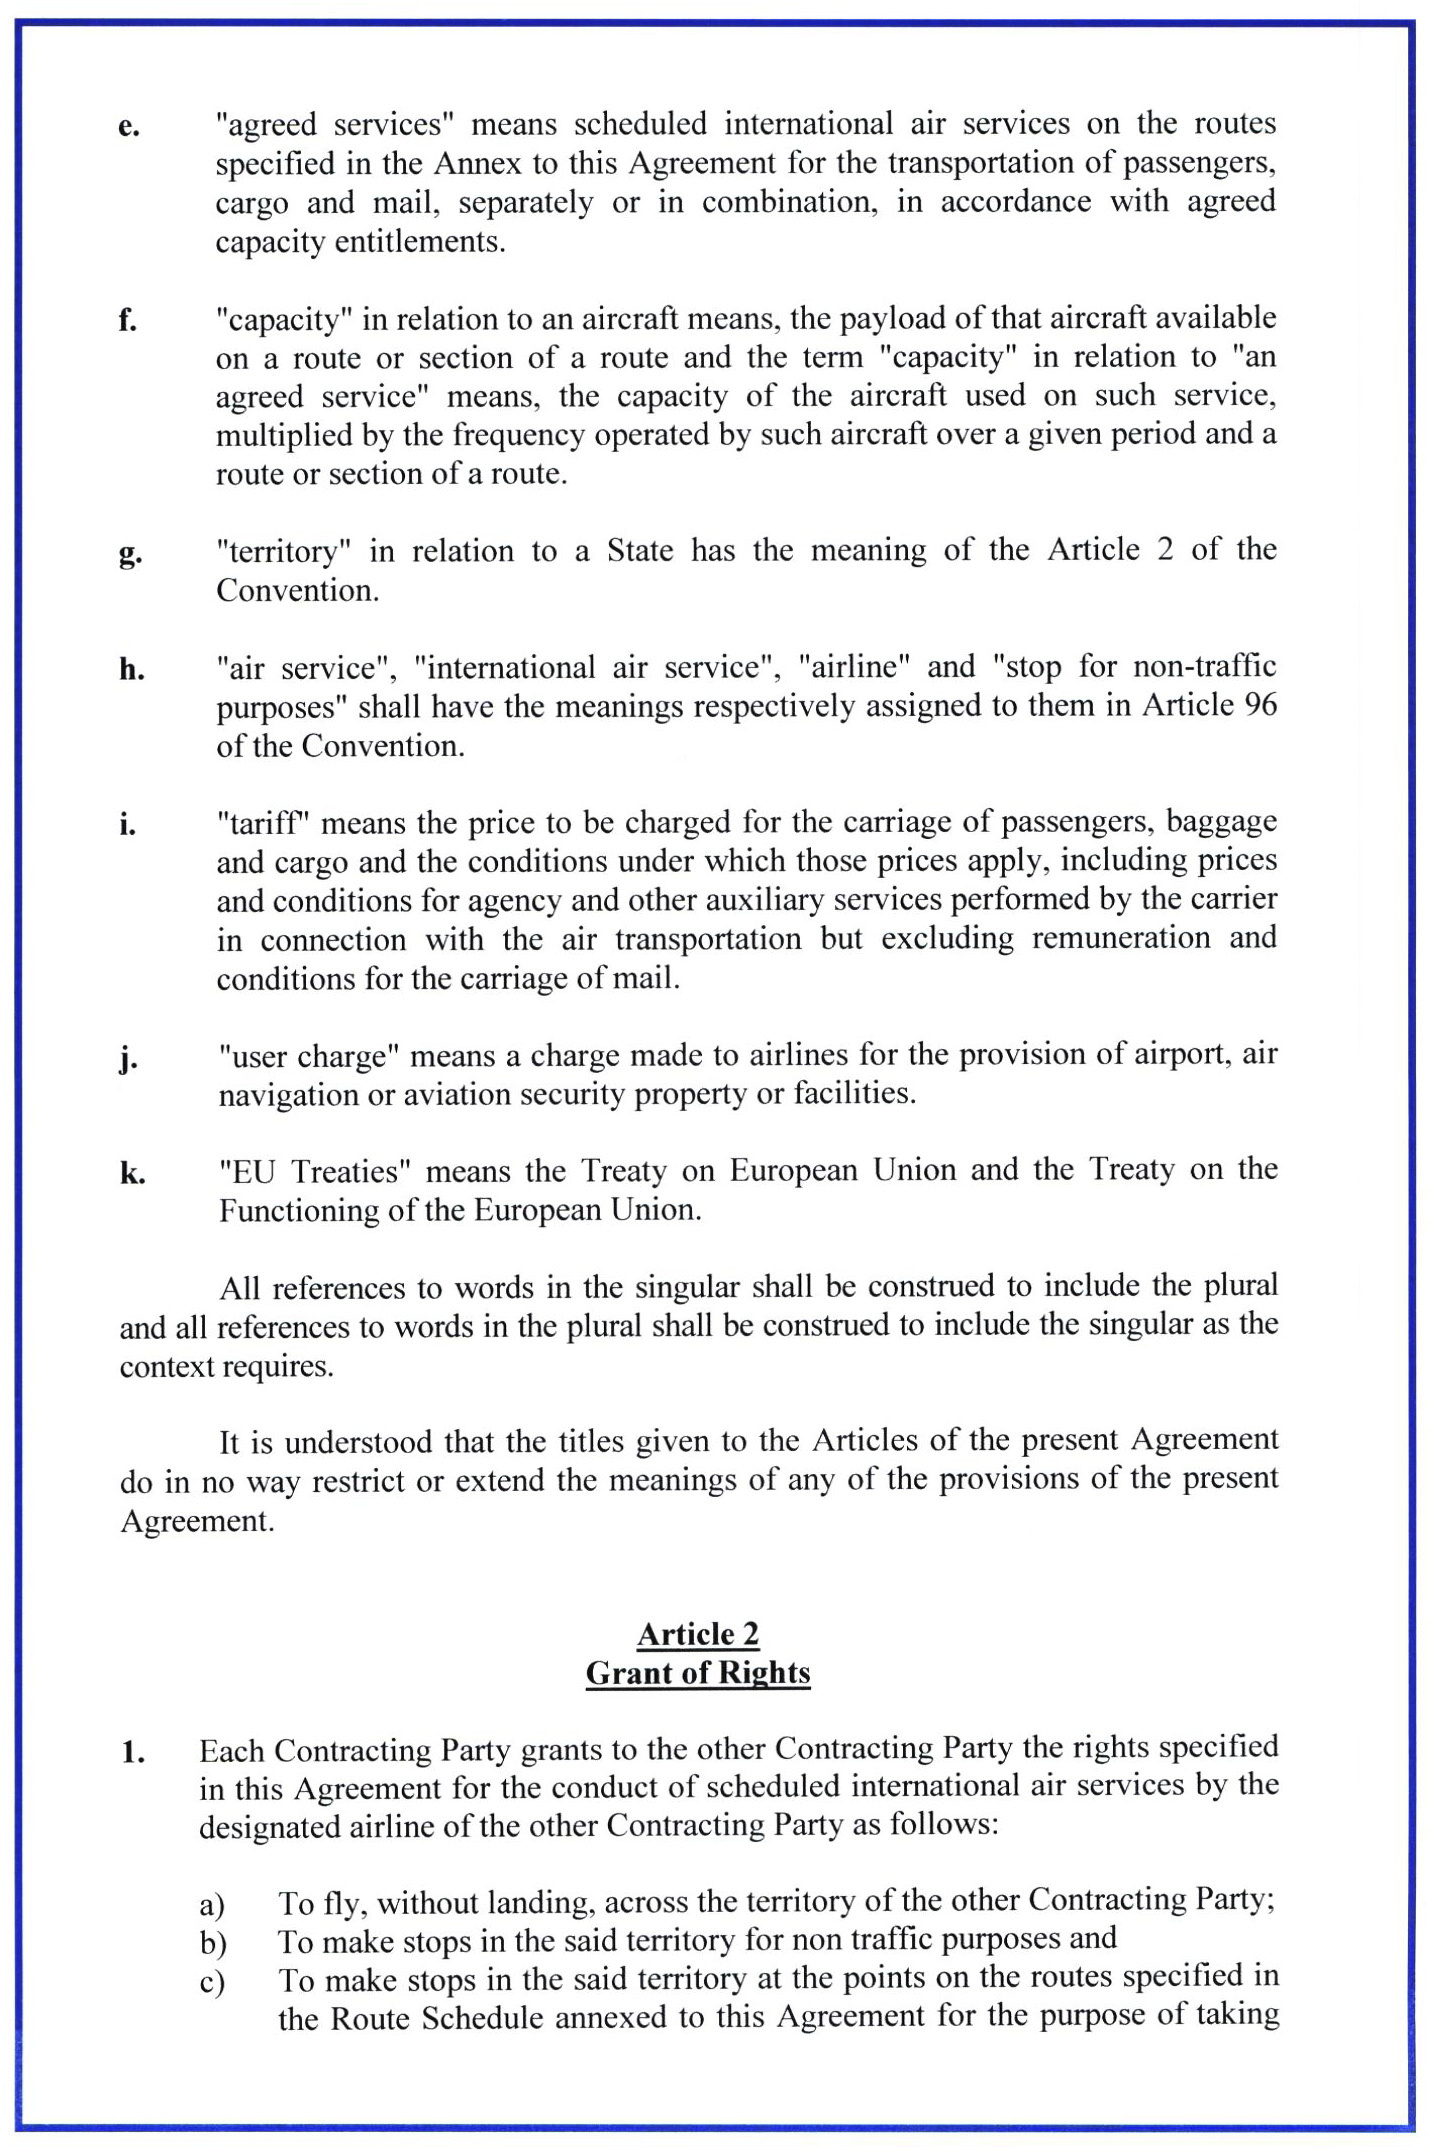 e. "agreed services" means scheduled international air services on the routes
specified in the Annex to this Agreement for the transportation of passengers,
cargo and mail, separately or in combination, in accordance with agreed
capacity entitlements.
f. "capacity" in relation to an aircraft means, the payload of that aircraft available
on a route or section of a route and the term "capacity" in relation to "an
agreed service" means, the capacity of the aircraft used on such service,
multiplied by the frequency operated by such aircraft over a given period and a
route or section of a route.
g. "territory" in relation to a State has the meaning of the Article 2 of the
Convention.
h. "air service", "international air service", "airline" and "stop for non-traffic
purposes" shall have the meanings respectively assigned to them in Article 96
of the Convention.
i. "tariff" means the price to be charged for the carriage of passengers, baggage
and cargo and the conditions under which those prices apply, including prices
and conditions for agency and other auxiliary services performed by the carrier
in connection with the air transportation but excluding remuneration and
conditions for the carriage of mail.
j. "user charge" means a charge made to airlines for the provision of airport, air
navigation or aviation security property or facilities.
k. "EU Treaties" means the Treaty on European Union and the Treaty on the
Functioning of the European Union.
All references to words in the singular shall be construed to include the plural
and all references to words in the plural shall be construed to include the singular as the
context requires.
It is understood that the titles given to the Articles of the present Agreement
do in no way restrict or extend the meanings of any of the provisions of the present
Agreement.
Article 2
Grant of Rights
1. Each Contracting Party grants to the other Contracting Party the rights specified
in this Agreement for the conduct of scheduled international air services by the
designated airline of the other Contracting Party as follows:
a) To fly, without landing, across the territory of the other Contracting Party;
b) To make stops in the said territory for non traffic purposes and
c) To make stops in the said territory at the points on the routes specified in
the Route Schedule annexed to this Agreement for the purpose of taking